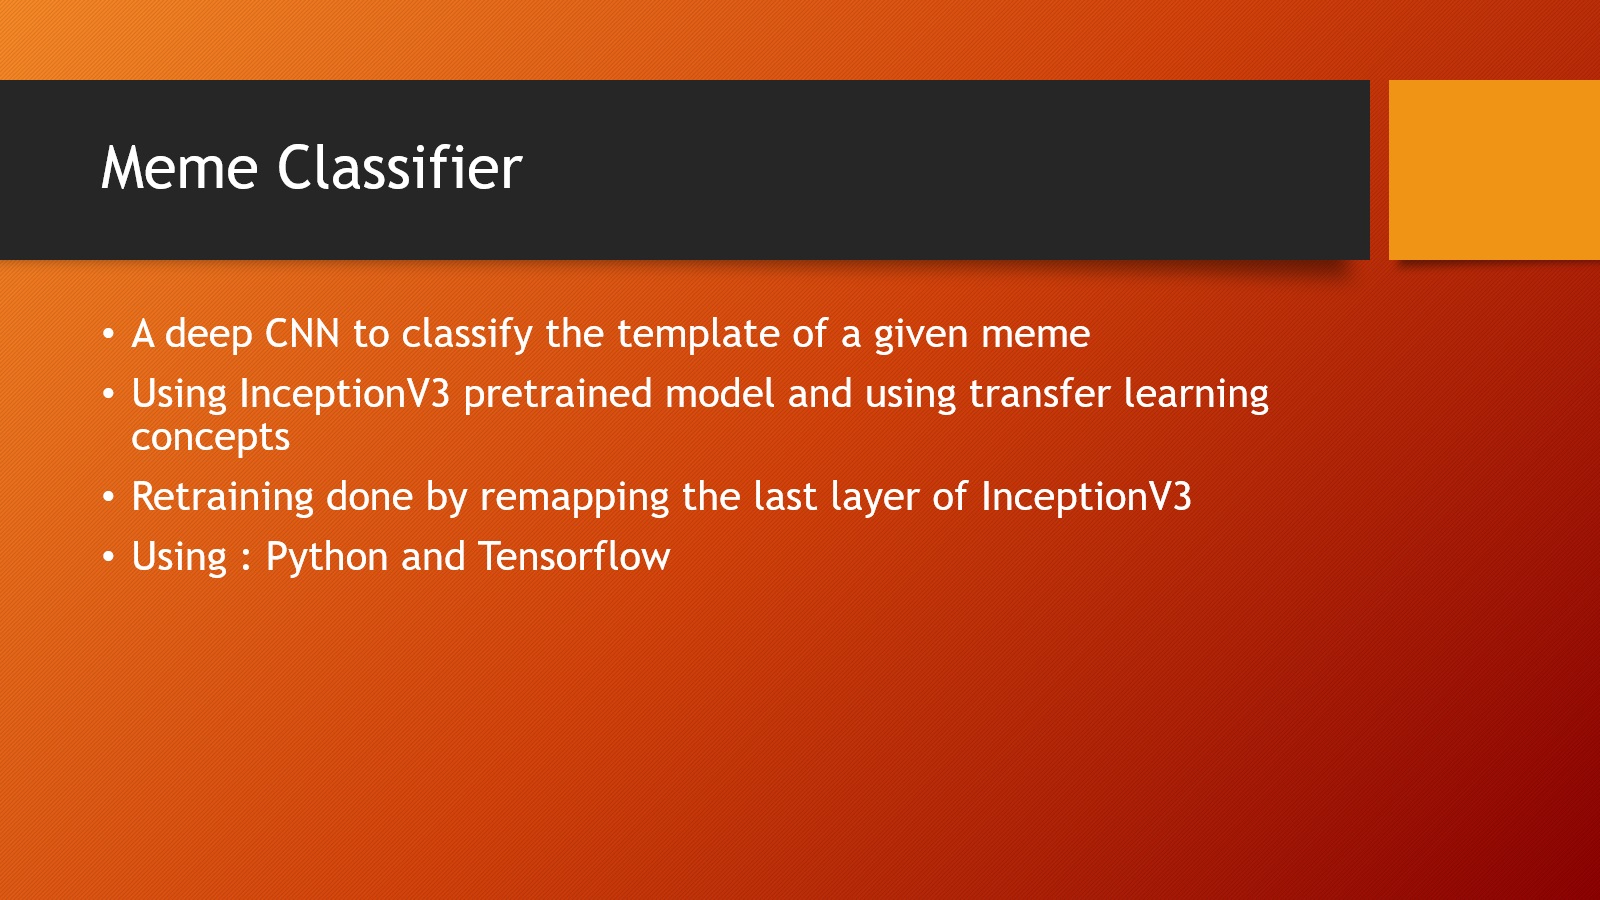 Meme Classifier
• A deep CNN to classify the template of a given meme
• Using InceptionV3 pretrained model and using transfer learning
concepts
• Retraining done by remapping the last layer of InceptionV3
• Using : Python and Tensorflow